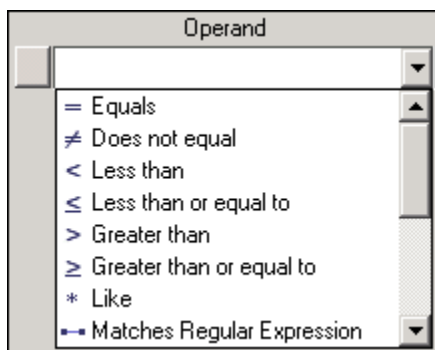 Operand
= Equals
≠ Does not equal
< Less than
≤ Less than or equal to
> Greater than
≥ Greater than or equal to
* Like
Matches Regular Expression